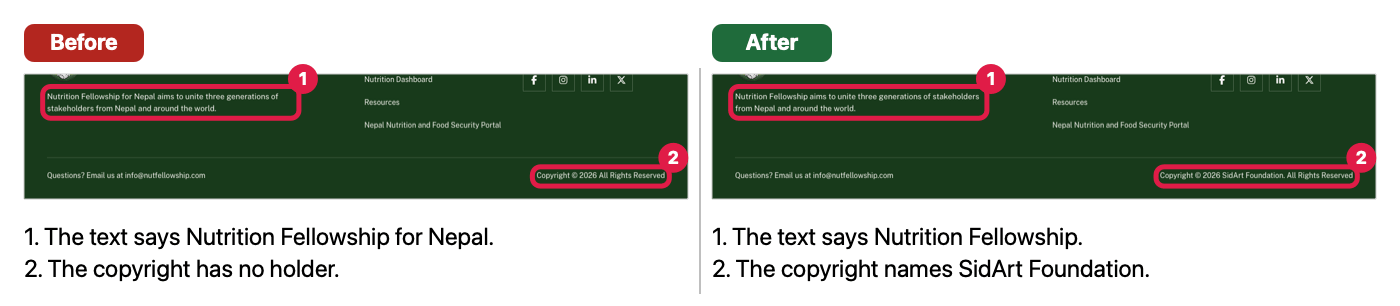 Before
1
Nutrition Fellowship for Nepal aims to unite three generations of
stakeholders from Nepal and around the world.
Nutrition Dashboard
Resources
Nepal Nutrition and Food Security Portal
2
Questions? Email us at info@nutfellowship.com
Copyright © 2026 All Rights Reserved
1. The text says Nutrition Fellowship for Nepal.
2. The copyright has no holder.
After
1
Nutrition Fellowship aims to unite three generations of stakeholders
from Nepal and around the world.
Nutrition Dashboard
Resources
Nepal Nutrition and Food Security Portal
2
Questions? Email us at info@nutfellowship.com
Copyright © 2026 SidArt Foundation. All Rights Reserved
1. The text says Nutrition Fellowship.
2. The copyright names SidArt Foundation.